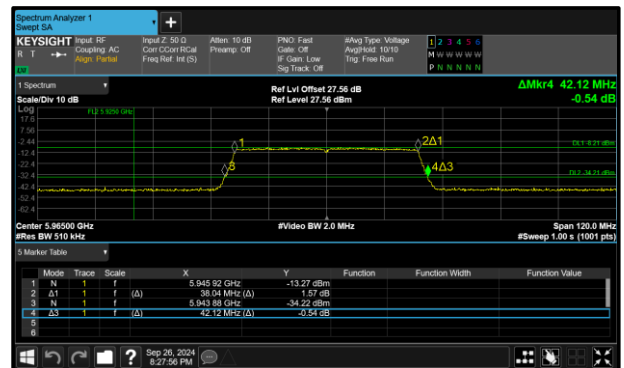 Spectrum Analyzer 1
Swept SA
+
KEYSIGHT Input: RF Input Z: 50 Ω Atten: 10 dB PNO: Fast #Avg Type: Voltage 1 2 3 4 5 6
R T Coupling: AC Corr CCorr RCal Preamp: Off Gate: Off Avg|Hold: 10/10 M W W W W W
Align: Partial Freq Ref: Int (S) IF Gain: Low Trig: Free Run
Sig Track: Off P N N N N N
1 Spectrum Ref Lvl Offset 27.56 dB ΔMkr4 42.12 MHz
Scale/Div 10 dB Ref Level 27.56 dBm -0.54 dB
Log
17.6 FL2 5.9250 GHz
7.56
-2.44 1 2Δ1 DL1 -8.21 dBm
-12.4
-22.4 3 4Δ3
-32.4 DL2 -34.21 dBm
-42.4
-52.4
-62.4
Center 5.96500 GHz #Video BW 2.0 MHz Span 120.0 MHz
#Res BW 510 kHz #Sweep 1.00 s (1001 pts)
5 Marker Table
Mode Trace Scale X Y Function Function Width Function Value
1 N 1 f 5.945 92 GHz -13.27 dBm
2 Δ1 1 f (Δ) 38.04 MHz (Δ) 1.57 dB
3 N 1 f 5.943 88 GHz -34.22 dBm
4 Δ3 1 f (Δ) 42.12 MHz (Δ) -0.54 dB
5
6
? Sep 26, 2024
8:27:56 PM